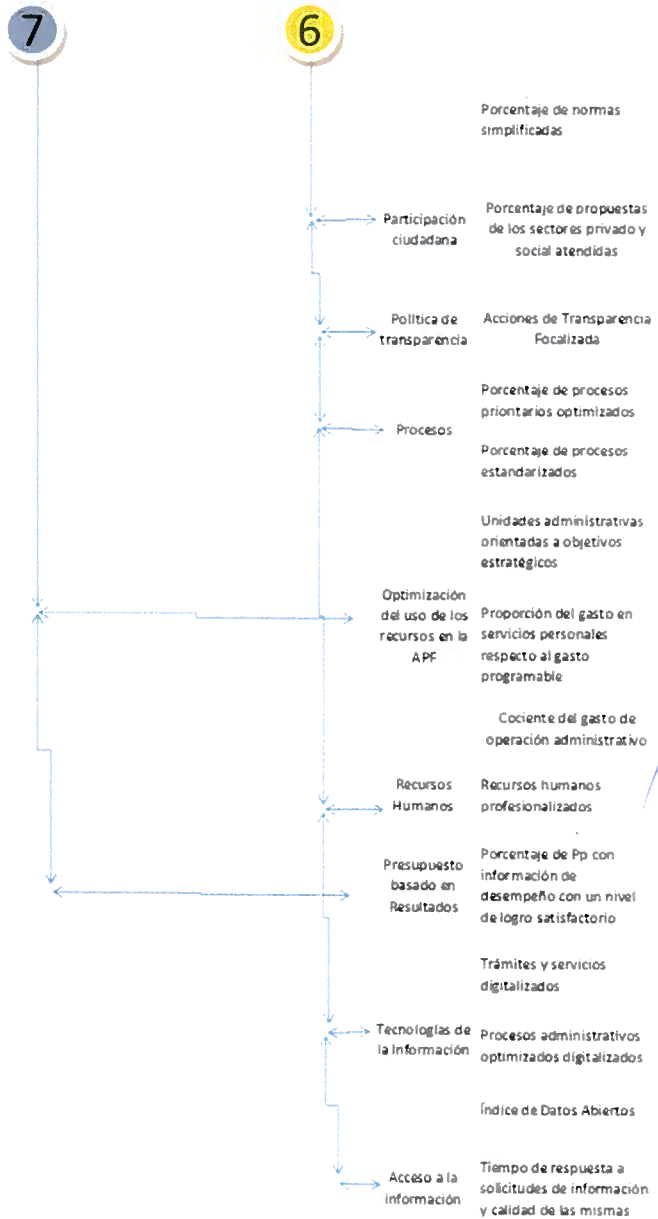 7
6
Porcentaje de normas
simplificadas
Participación
ciudadana
Porcentaje de propuestas
de los sectores privado y
social atendidas
Política de
transparencia
Acciones de Transparencia
Focalizada
Procesos
Porcentaje de procesos
prioritarios optimizados
Porcentaje de procesos
estandarizados
Unidades administrativas
orientadas a objetivos
estratégicos
Optimización
del uso de los
recursos en la
APF
Proporción del gasto en
servicios personales
respecto al gasto
programable
Cociente del gasto de
operación administrativo
Recursos
Humanos
Recursos humanos
profesionalizados
Presupuesto
basado en
Resultados
Porcentaje de Pp con
información de
desempeño con un nivel
de logro satisfactorio
Trámites y servicios
digitalizados
Tecnologías de
la Información
Procesos administrativos
optimizados digitalizados
Índice de Datos Abiertos
Acceso a la
información
Tiempo de respuesta a
solicitudes de información
y calidad de las mismas